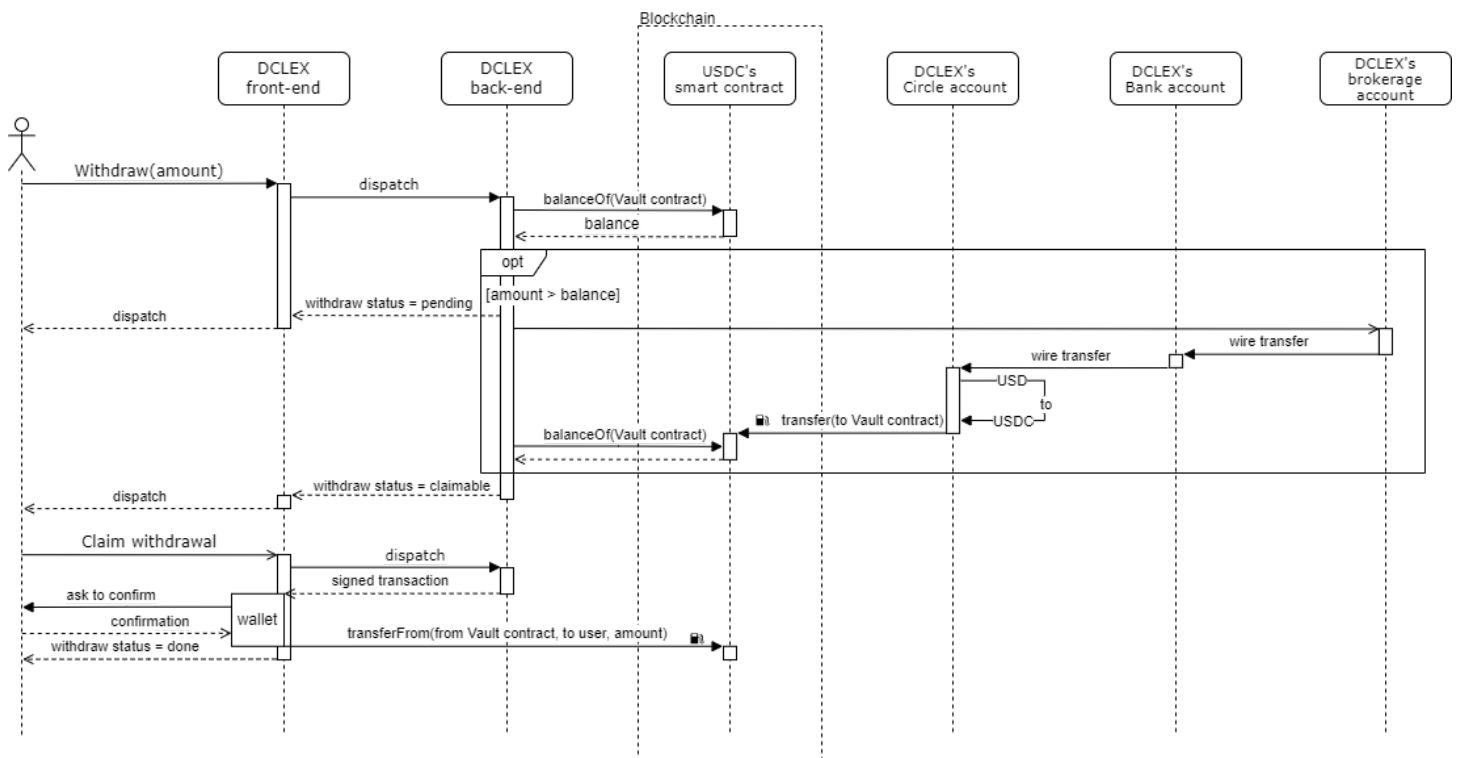 Blockchain
DCLEX
front-end
DCLEX
back-end
USDC's
smart contract
DCLEX's
Circle account
DCLEX's
Bank account
DCLEX's
brokerage
account
Withdraw(amount)
dispatch
balanceOf(Vault contract)
balance
opt
[amount > balance]
withdraw status = pending
dispatch
wire transfer
wire transfer
USD
to
USDC
transfer(to Vault contract)
balanceOf(Vault contract)
withdraw status = claimable
dispatch
Claim withdrawal
dispatch
signed transaction
ask to confirm
wallet
confirmation
transferFrom(from Vault contract, to user, amount)
withdraw status = done